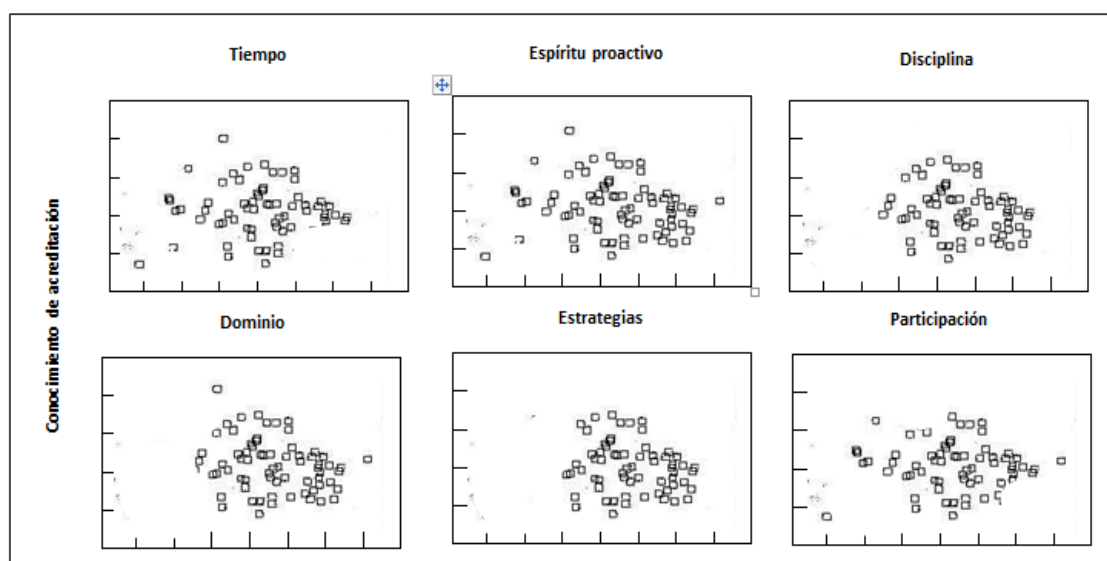 Tiempo
Espíritu proactivo
Disciplina
Conocimiento de acreditación
Dominio
Estrategias
Participación